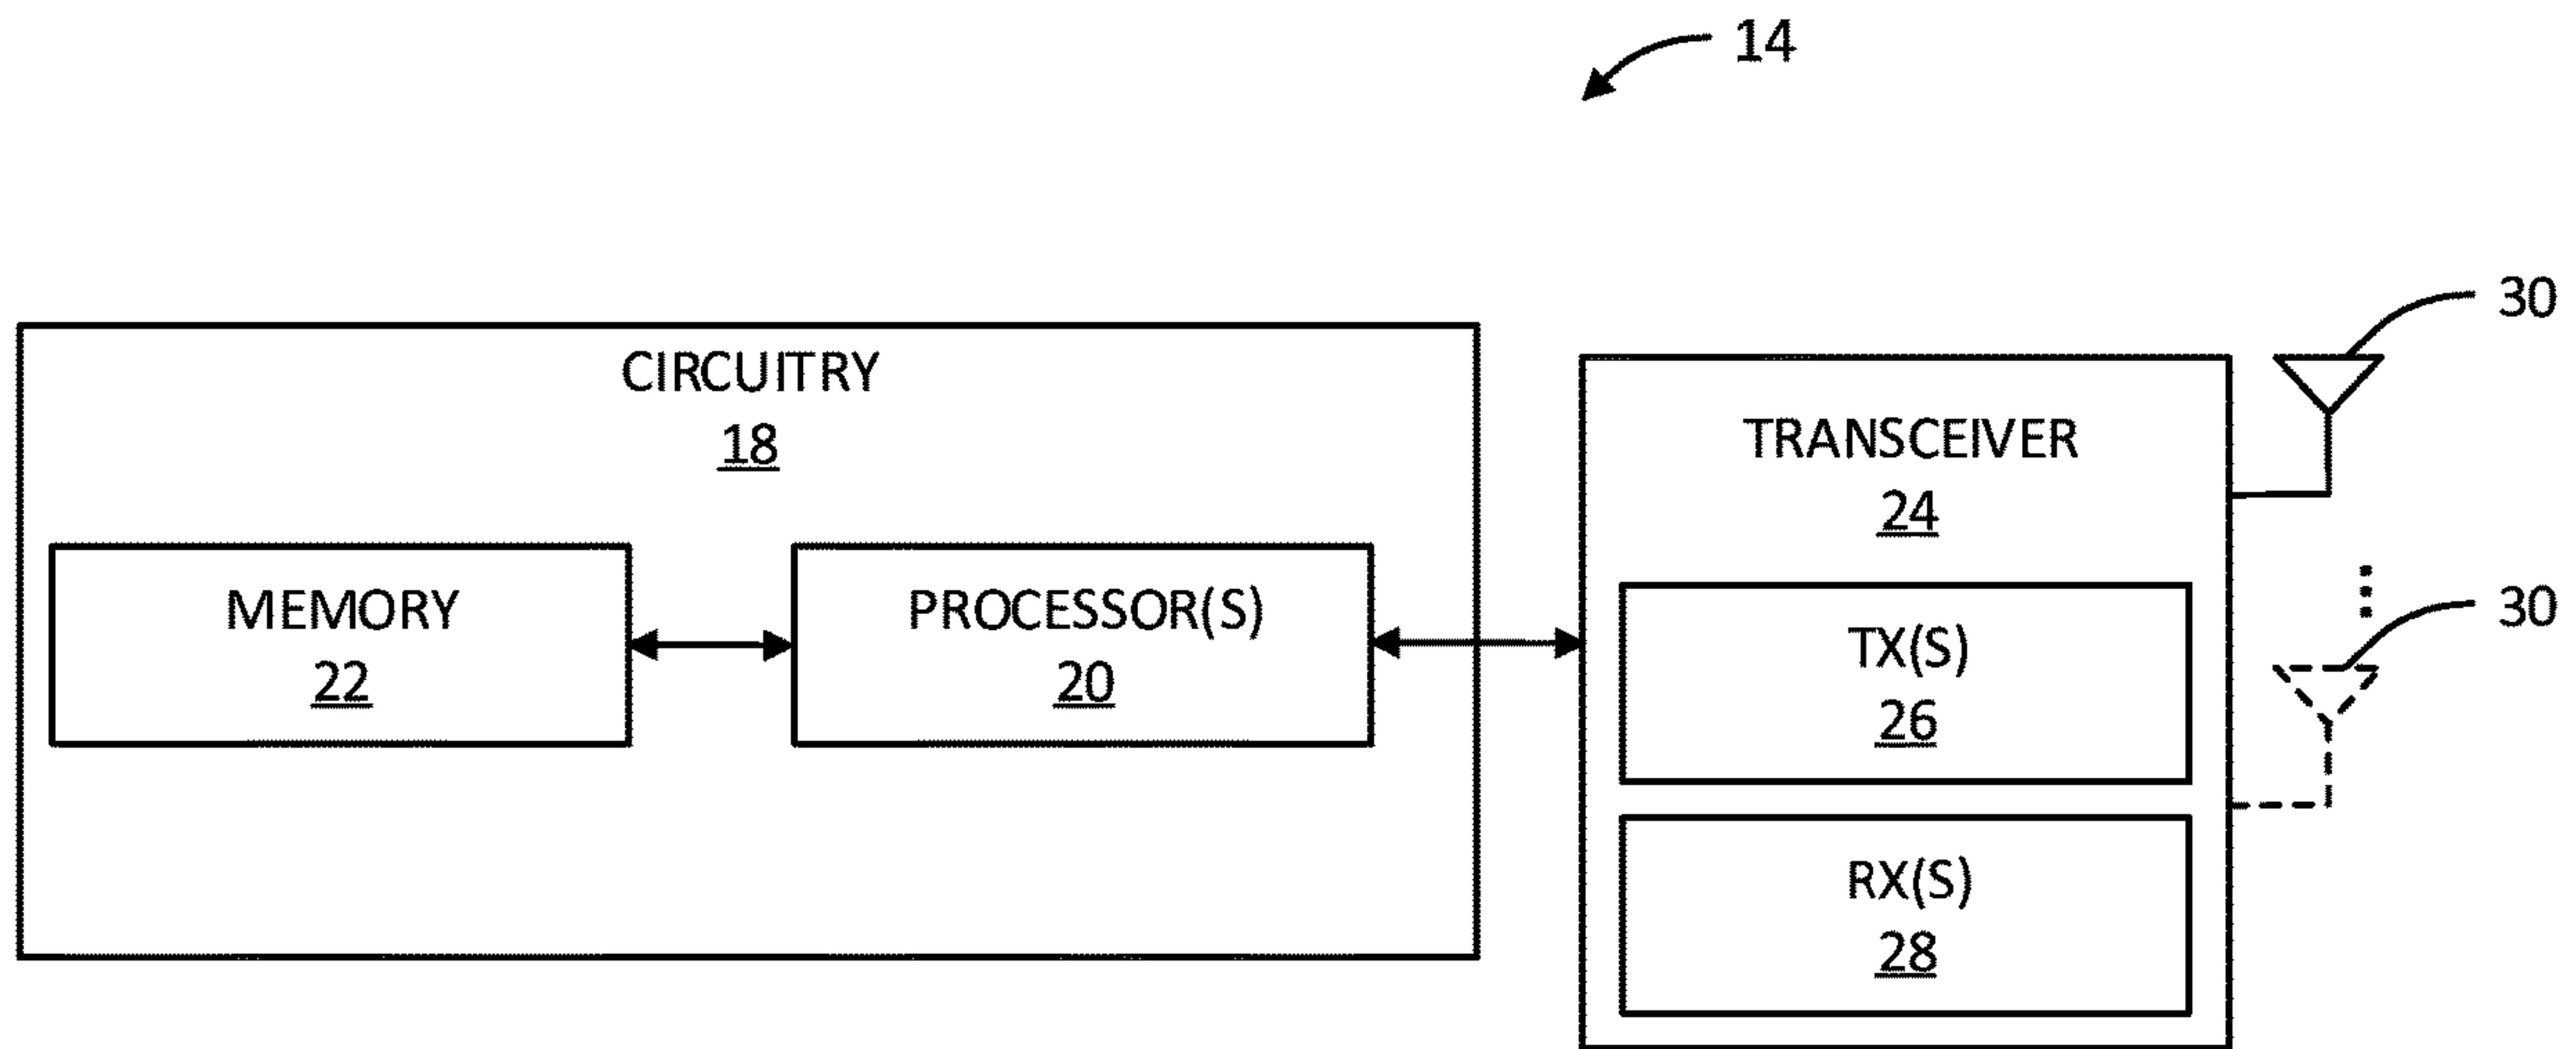 14
30
CIRCUITRY
18
TRANSCEIVER
24
MEMORY
22
PROCESSOR(S)
20
30
TX(S)
26
RX(S)
28